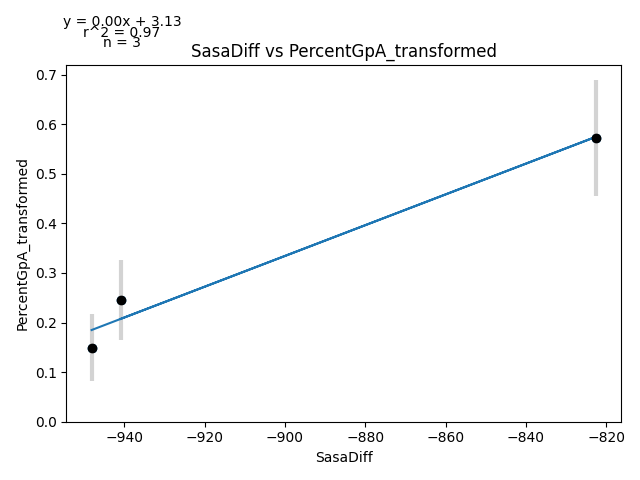 y = 0.00x + 3.13
r^2 = 0.97
n = 3
SasaDiff vs PercentGpA_transformed
0.7
0.6
0.5
0.4
0.3
0.2
0.1
0.0
PercentGpA_transformed
−940 −920 −900 −880 −860 −840 −820
SasaDiff